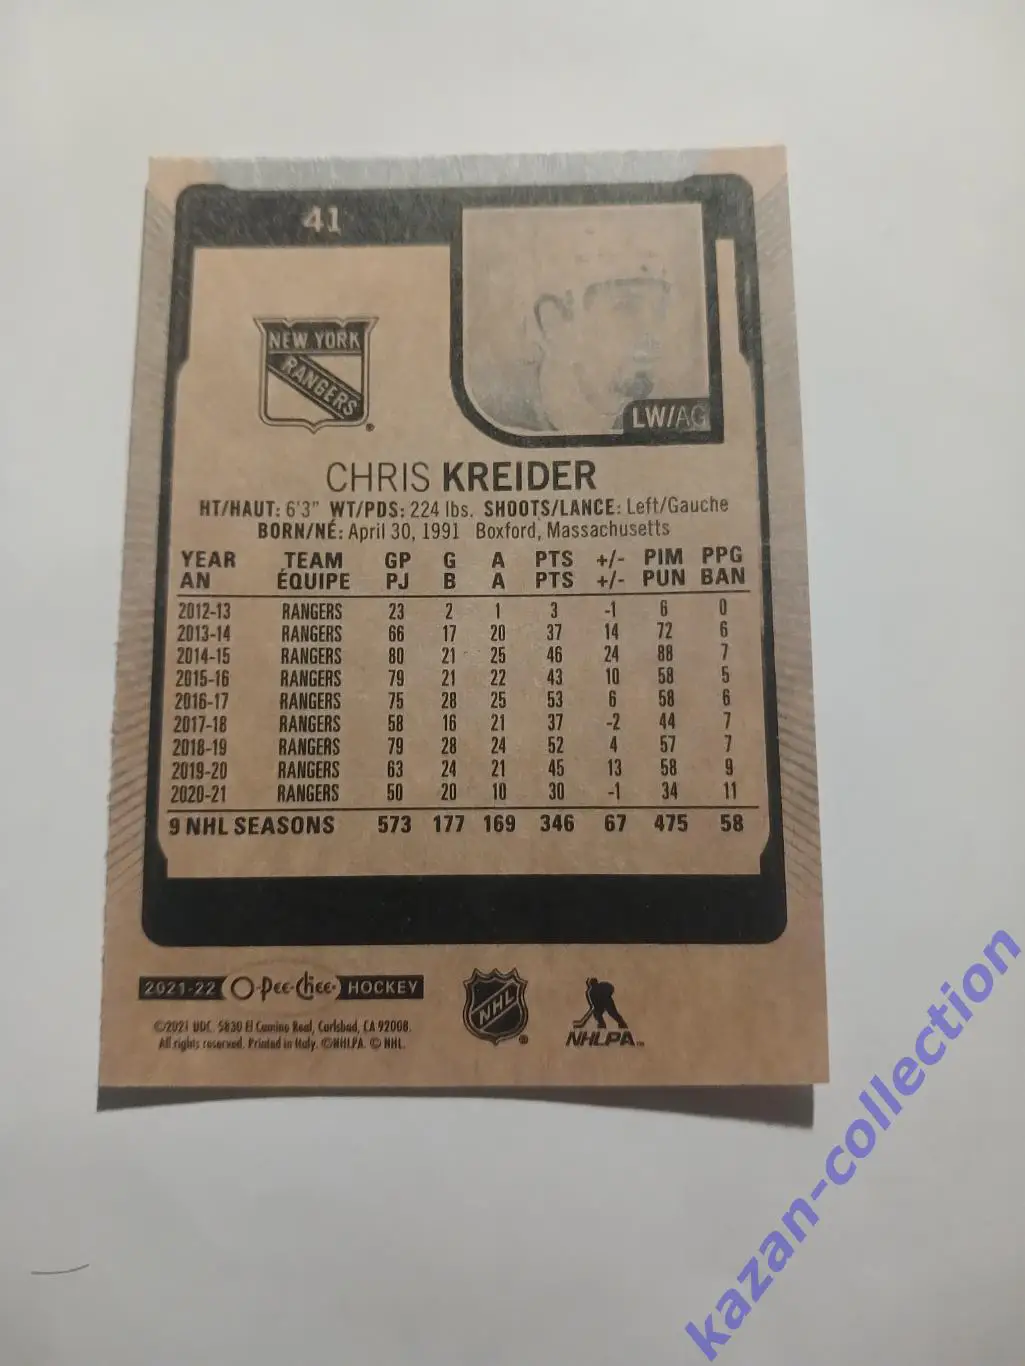 41
NEW YORK
RANGERS
LW/AG
CHRIS KREIDER
HT/HAUT: 6'3" WT/PDS: 224 lbs. SHOOTS/LANCE: Left/Gauche
BORN/NÉ: April 30, 1991 Boxford, Massachusetts
YEAR TEAM GP G A PTS +/- PIM PPG
AN ÉQUIPE PJ B A PTS +/- PUN BAN
2012-13 RANGERS 23 2 1 3 -1 6 0
2013-14 RANGERS 66 17 20 37 14 72 6
2014-15 RANGERS 80 21 25 46 24 88 7
2015-16 RANGERS 79 21 22 43 10 58 5
2016-17 RANGERS 75 28 25 53 6 58 6
2017-18 RANGERS 58 16 21 37 -2 44 7
2018-19 RANGERS 79 28 24 52 4 57 7
2019-20 RANGERS 63 24 21 45 13 58 9
2020-21 RANGERS 50 20 10 30 -1 34 11
9 NHL SEASONS 573 177 169 346 67 475 58
2021-22 O-Pee-Chee HOCKEY
NHL
NHLPA™
©2021 UDC. 5830 El Camino Real, Carlsbad, CA 92008.
All rights reserved. Printed in Italy. ©NHLPA. © NHL.
kazan-collection